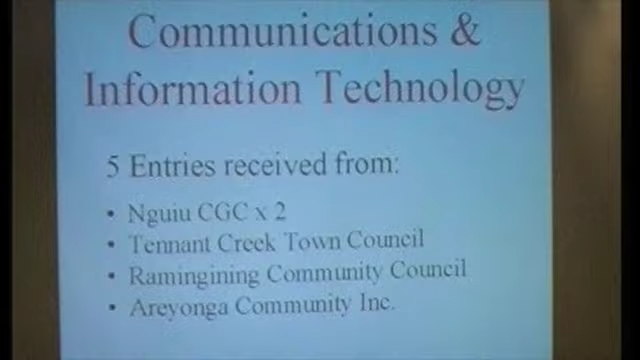 Communications &
Information Technology
5 Entries received from:
• Nguiu CGC x 2
• Tennant Creek Town Council
• Ramingining Community Council
• Areyonga Community Inc.